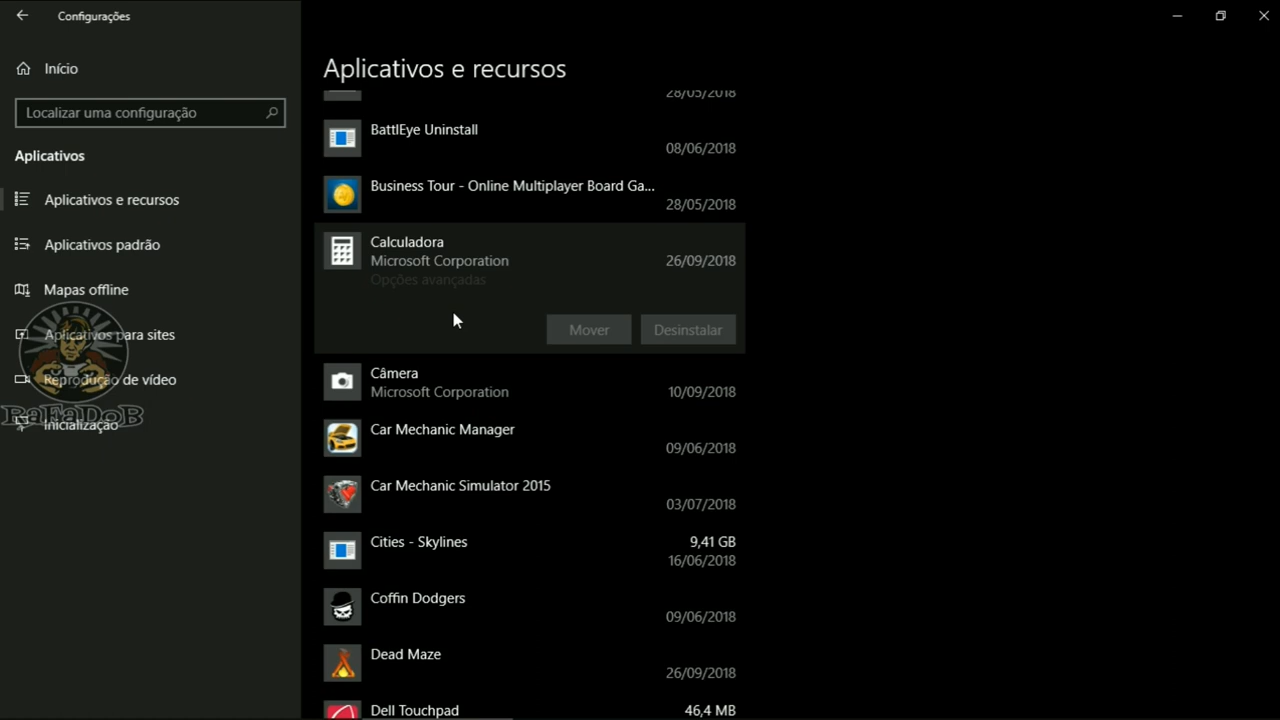 Configurações
Início
Localizar uma configuração
Aplicativos
Aplicativos e recursos
Aplicativos padrão
Mapas offline
Aplicativos para sites
Reprodução de vídeo
Inicialização
RaFaDoB
Aplicativos e recursos
28/05/2018
BattlEye Uninstall
08/06/2018
Business Tour - Online Multiplayer Board Ga...
28/05/2018
Calculadora
Microsoft Corporation 26/09/2018
Opções avançadas
Mover Desinstalar
Câmera
Microsoft Corporation 10/09/2018
Car Mechanic Manager
09/06/2018
Car Mechanic Simulator 2015
03/07/2018
Cities - Skylines 9,41 GB
16/06/2018
Coffin Dodgers
09/06/2018
Dead Maze
26/09/2018
Dell Touchpad 46,4 MB